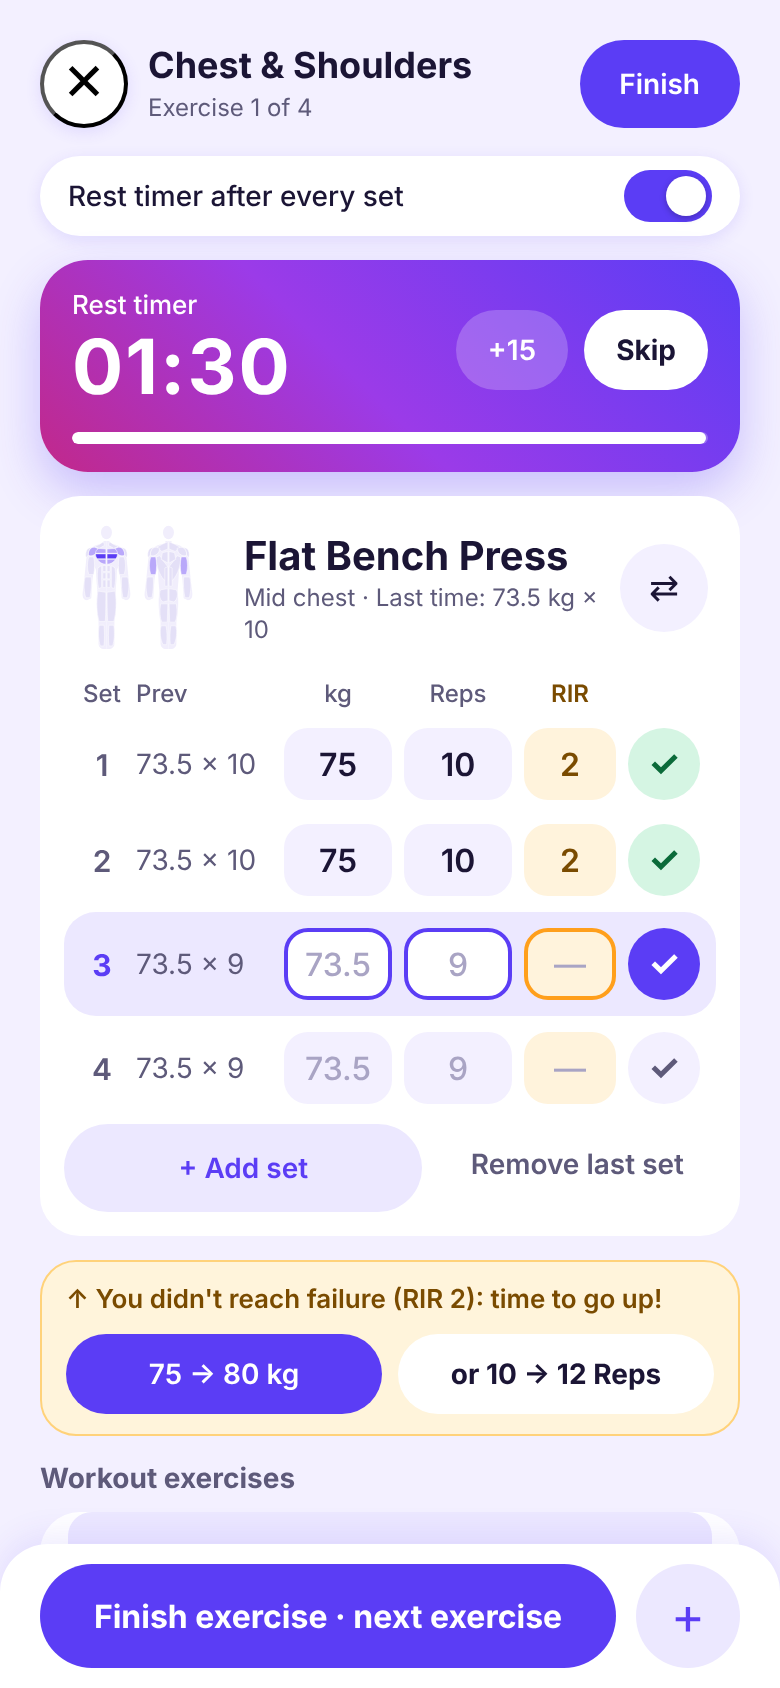 Chest & Shoulders
Exercise 1 of 4
Finish
Rest timer after every set
Rest timer
01:30
+15
Skip
Flat Bench Press
Mid chest · Last time: 73.5 kg ×
10
Set Prev kg Reps RIR
1 73.5 × 10 75 10 2
2 73.5 × 10 75 10 2
3 73.5 × 9 73.5 9 —
4 73.5 × 9 73.5 9 —
+ Add set
Remove last set
↑ You didn't reach failure (RIR 2): time to go up!
75 → 80 kg
or 10 → 12 Reps
Workout exercises
Finish exercise · next exercise
+